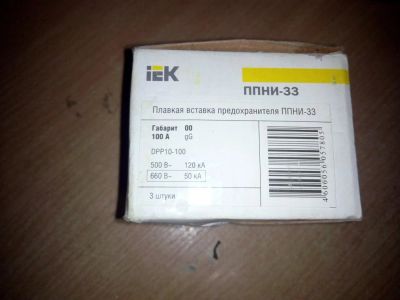 iEK
ППНИ-33
Плавкая вставка предохранителя ППНИ-33
Габарит 00
100 А gG
DPP10-100
500 В~ 120 кА
660 В~ 50 кА
3 штуки
4606056057803